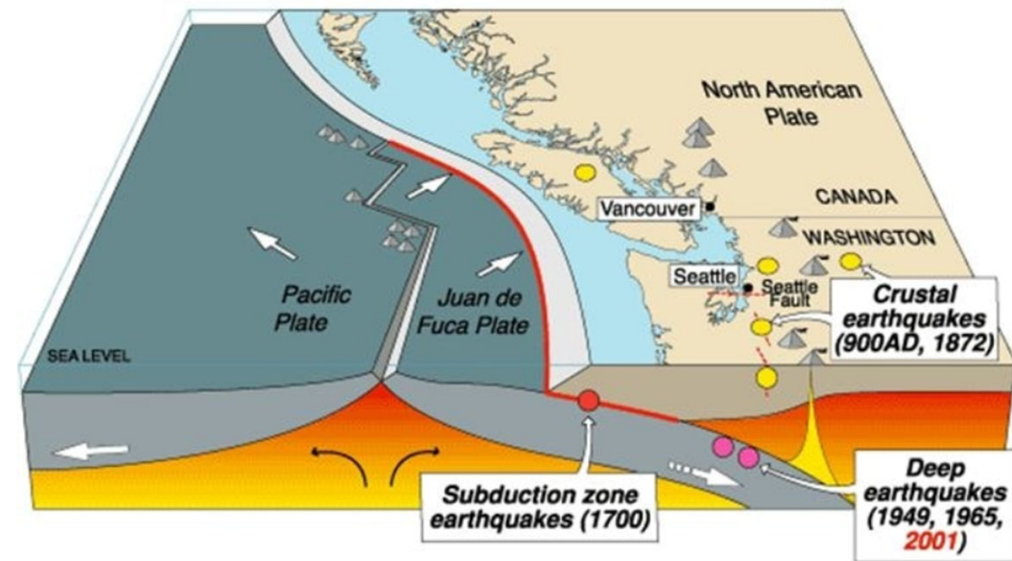 North American
Plate
CANADA
Vancouver
WASHINGTON
Seattle
Seattle
Fault
Crustal
earthquakes
(900AD, 1872)
Pacific
Plate
Juan de
Fuca Plate
SEA LEVEL
Subduction zone
earthquakes (1700)
Deep
earthquakes
(1949, 1965,
2001)